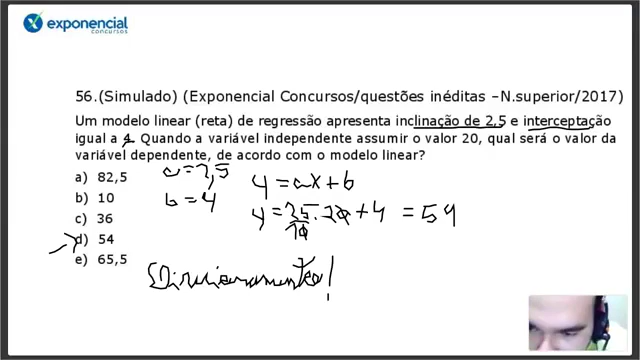 exponencial
concursos
56.(Simulado) (Exponencial Concursos/questões inéditas –N.superior/2017)
Um modelo linear (reta) de regressão apresenta inclinação de 2,5 e interceptação
igual a 4. Quando a variável independente assumir o valor 20, qual será o valor da
variável dependente, de acordo com o modelo linear?
a) 82,5
b) 10
c) 36
d) 54
e) 65,5
a=2,5
b=4
y=ax+b
y=25/10.20+4=54